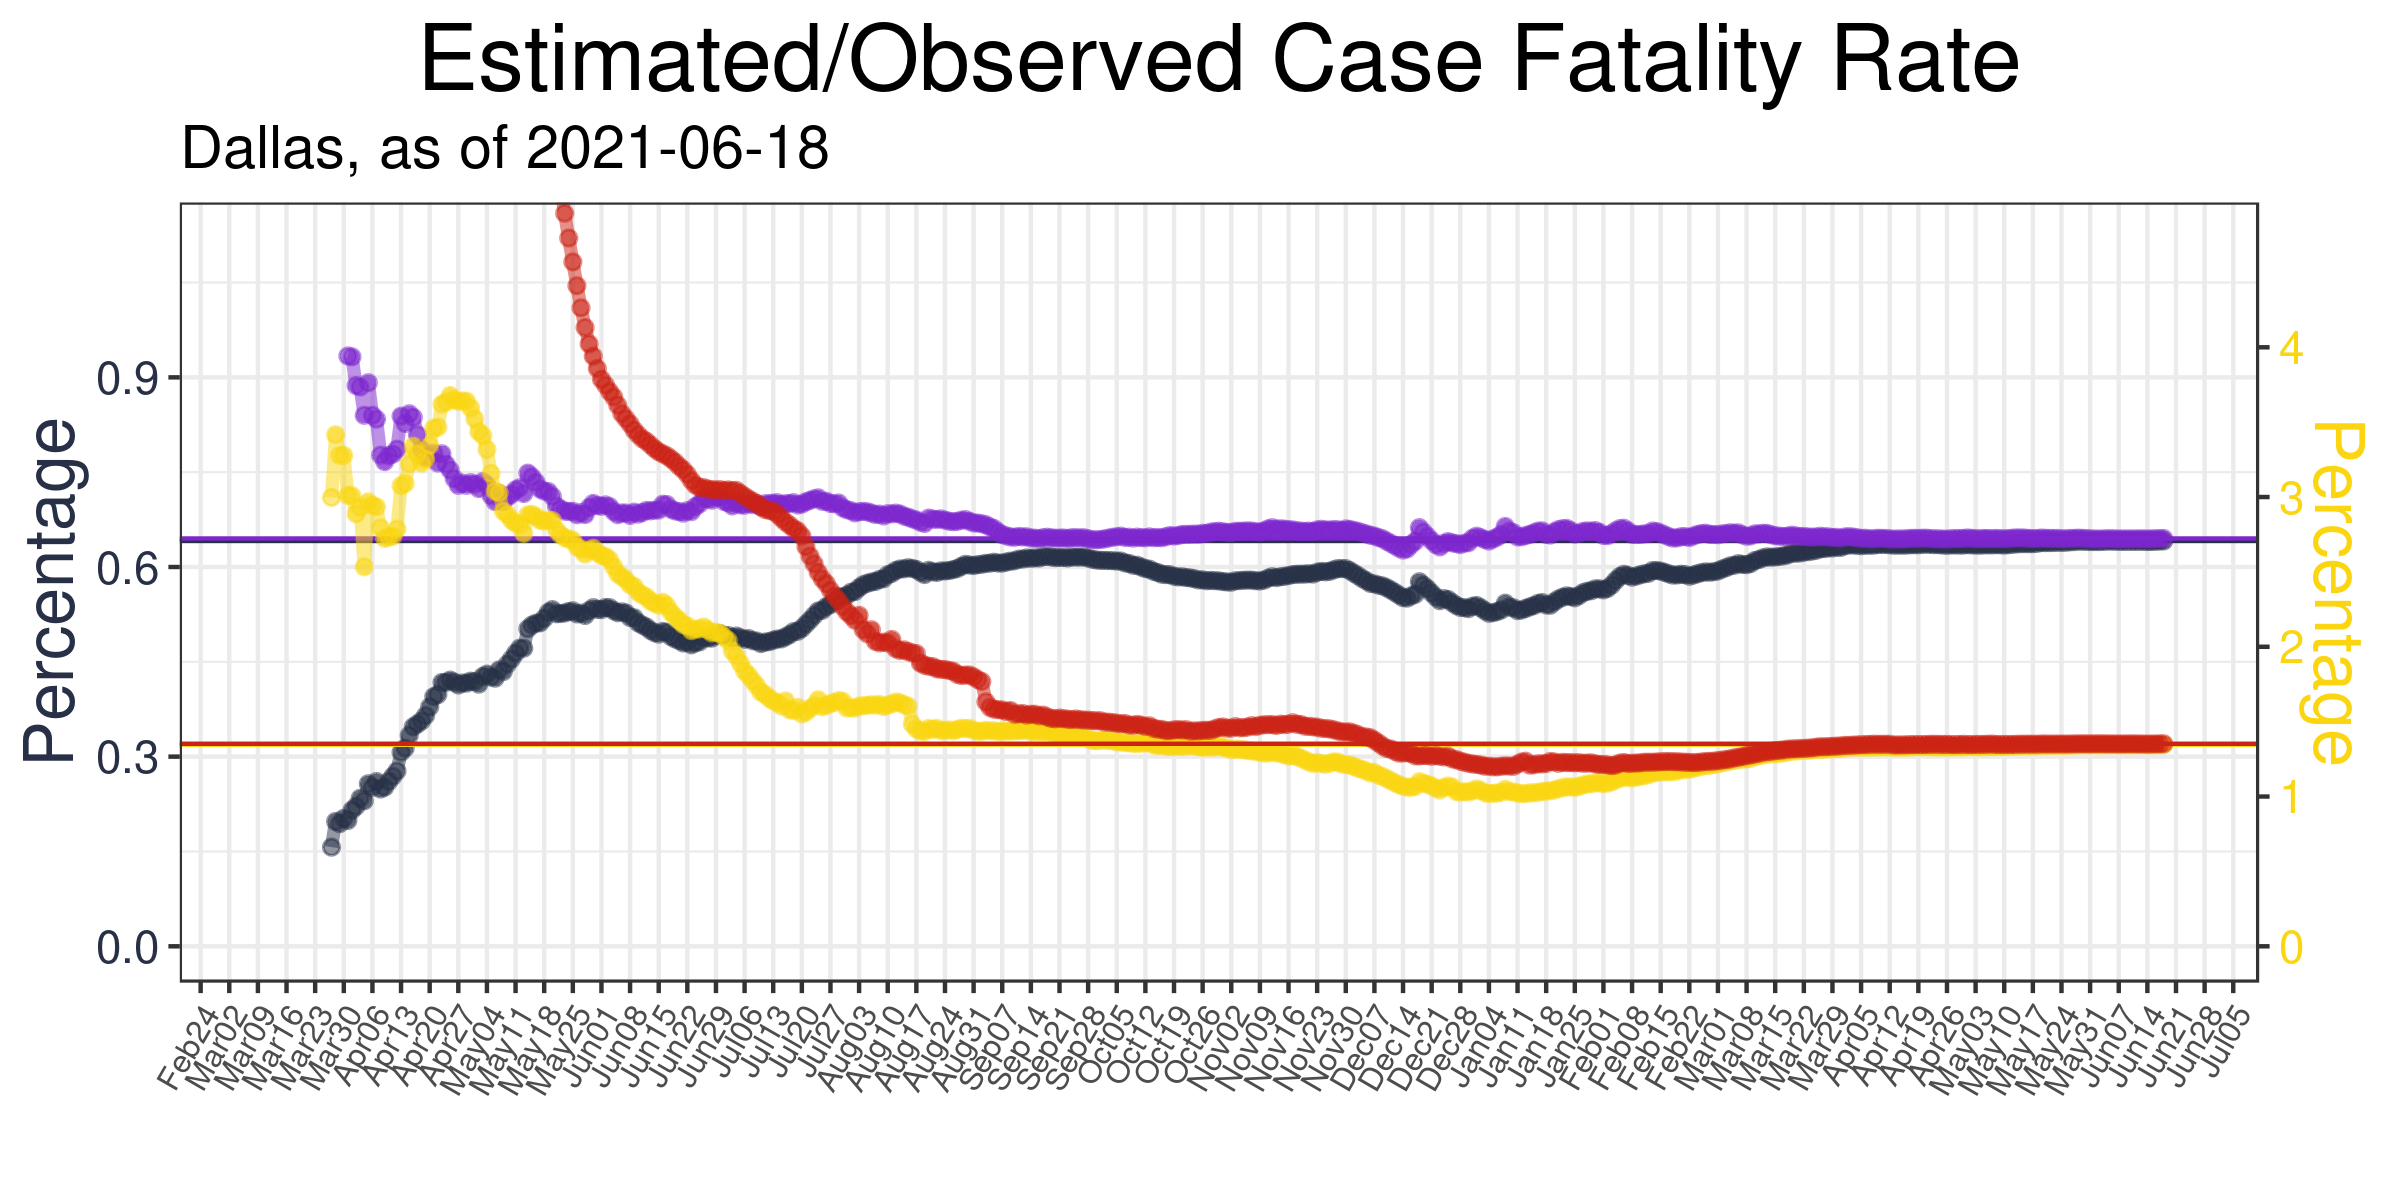 Estimated/Observed Case Fatality Rate
Dallas, as of 2021-06-18
Percentage
0.9
0.6
0.3
0.0
4
3
2
1
0
Percentage
Feb24 Mar02 Mar09 Mar16 Mar23 Mar30 Apr06 Apr13 Apr20 Apr27 May04 May11 May18 May25 Jun01 Jun08 Jun15 Jun22 Jun29 Jul06 Jul13 Jul20 Jul27 Aug03 Aug10 Aug17 Aug24 Aug31 Sep07 Sep14 Sep21 Sep28 Oct05 Oct12 Oct19 Oct26 Nov02 Nov09 Nov16 Nov23 Nov30 Dec07 Dec14 Dec21 Dec28 Jan04 Jan11 Jan18 Jan25 Feb01 Feb08 Feb15 Feb22 Mar01 Mar08 Mar15 Mar22 Mar29 Apr05 Apr12 Apr19 Apr26 May03 May10 May17 May24 May31 Jun07 Jun14 Jun21 Jun28 Jul05